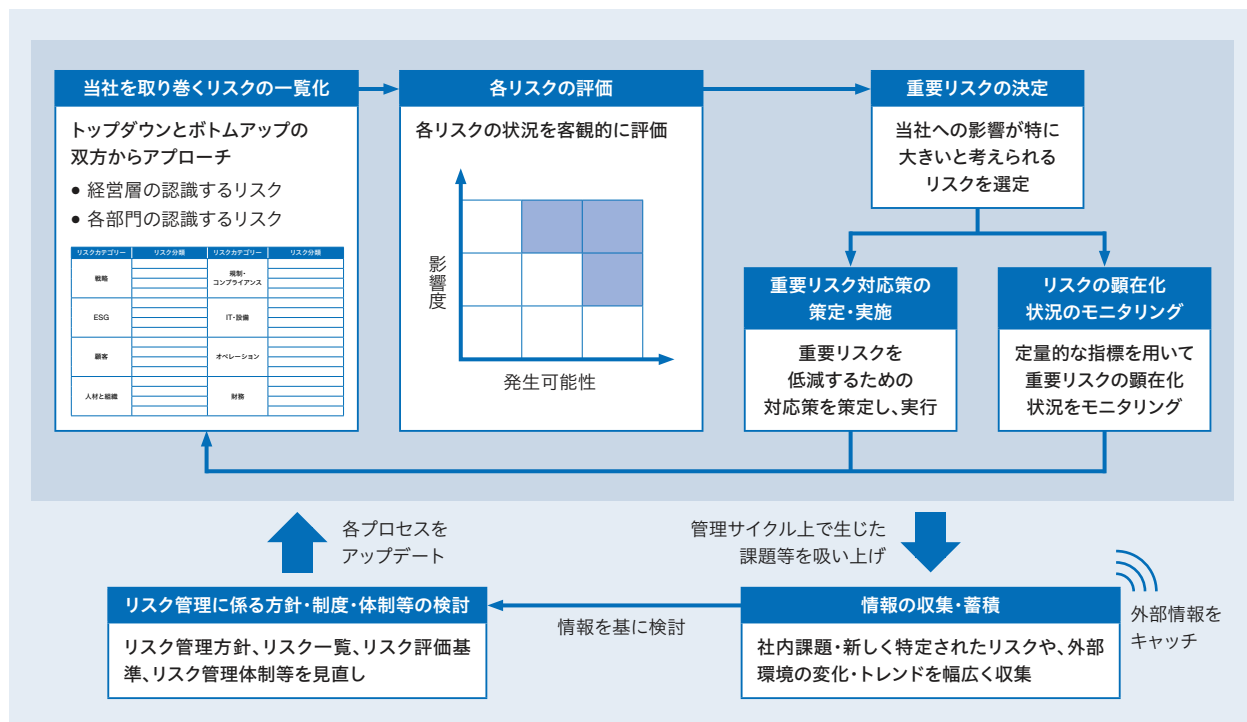 当社を取り巻くリスクの一覧化
トップダウンとボトムアップの
双方からアプローチ
● 経営層の認識するリスク
● 各部門の認識するリスク
リスクカテゴリー リスク分類 リスクカテゴリー リスク分類
戦略
規制・
コンプライアンス
ESG
IT・設備
顧客
オペレーション
人材と組織
財務
各リスクの評価
各リスクの状況を客観的に評価
影響度
発生可能性
重要リスクの決定
当社への影響が特に
大きいと考えられる
リスクを選定
重要リスク対応策の
策定・実施
重要リスクを
低減するための
対応策を策定し、実行
リスクの顕在化
状況のモニタリング
定量的な指標を用いて
重要リスクの顕在化
状況をモニタリング
各プロセスを
アップデート
管理サイクル上で生じた
課題等を吸い上げ
リスク管理に係る方針・制度・体制等の検討
リスク管理方針、リスク一覧、リスク評価基
準、リスク管理体制等を見直し
情報を基に検討
情報の収集・蓄積
社内課題・新しく特定されたリスクや、外部
環境の変化・トレンドを幅広く収集
外部情報を
キャッチ